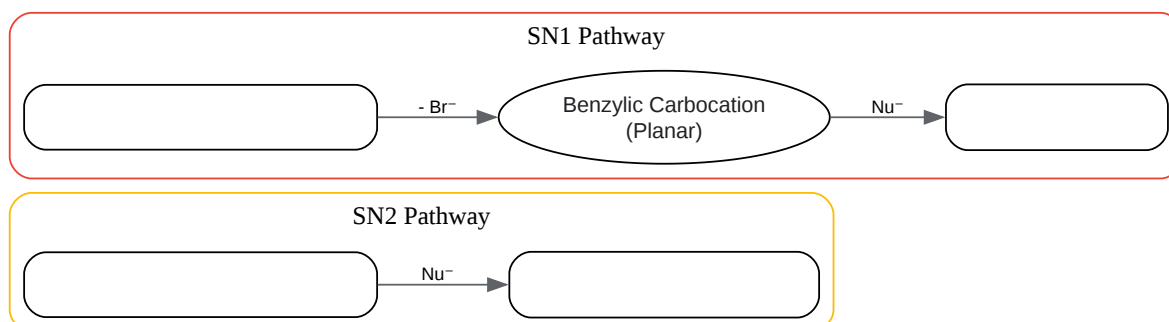 SN1 Pathway
- Br⁻
Benzylic Carbocation
(Planar)
Nu⁻
SN2 Pathway
Nu⁻